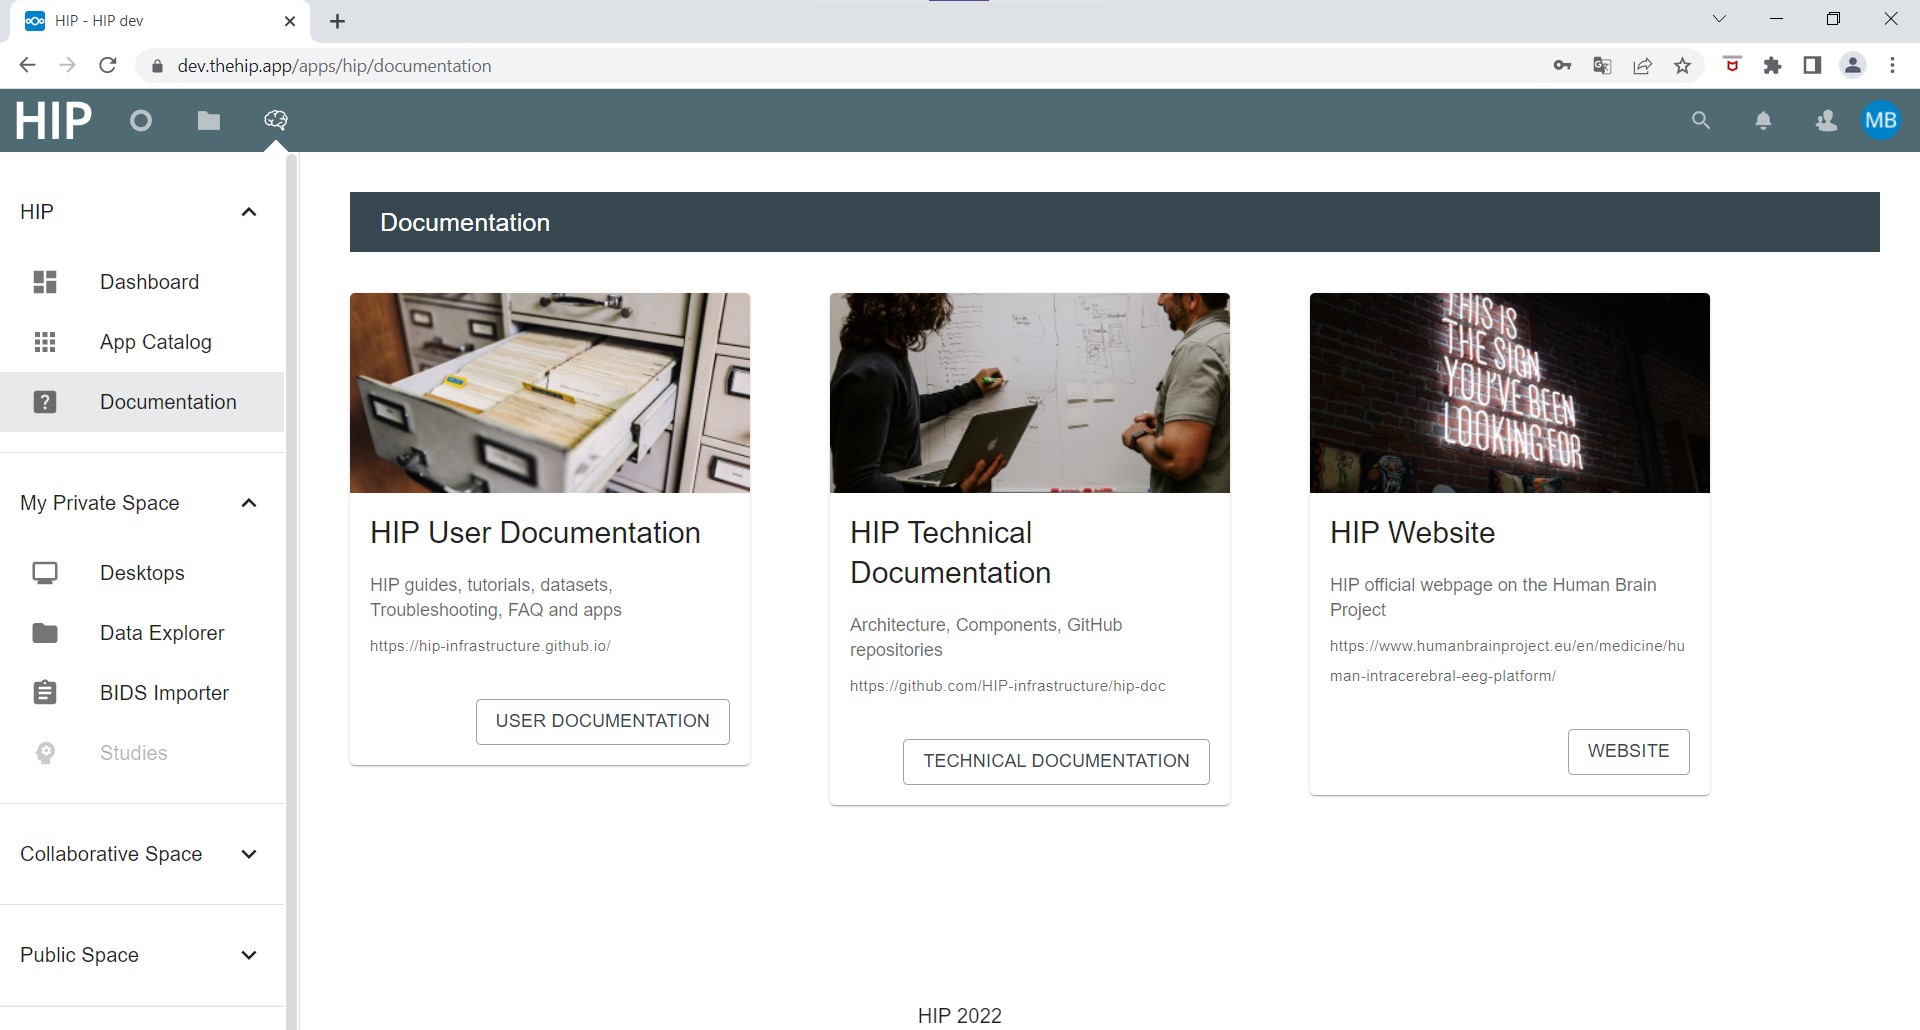 HIP - HIP dev
dev.thehip.app/apps/hip/documentation
HIP
MB
HIP
Dashboard
App Catalog
Documentation
My Private Space
Desktops
Data Explorer
BIDS Importer
Studies
Collaborative Space
Public Space
Documentation
HIP User Documentation
HIP guides, tutorials, datasets,
Troubleshooting, FAQ and apps
https://hip-infrastructure.github.io/
USER DOCUMENTATION
HIP Technical
Documentation
Architecture, Components, GitHub
repositories
https://github.com/HIP-infrastructure/hip-doc
TECHNICAL DOCUMENTATION
THIS IS
THE SIGN
YOU'VE BEEN
LOOKING FOR
HIP Website
HIP official webpage on the Human Brain
Project
https://www.humanbrainproject.eu/en/medicine/hu
man-intracerebral-eeg-platform/
WEBSITE
HIP 2022